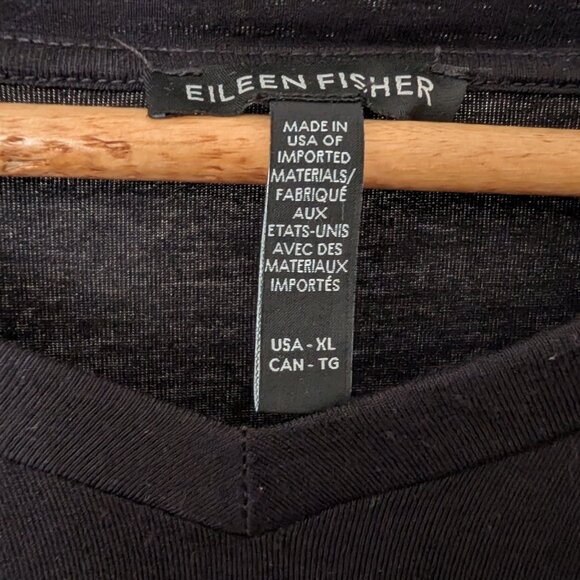 EILEEN FISHER
MADE IN
USA OF
IMPORTED
MATERIALS/
FABRIQUÉ
AUX
ETATS-UNIS
AVEC DES
MATERIAUX
IMPORTÉS
USA - XL
CAN - TG